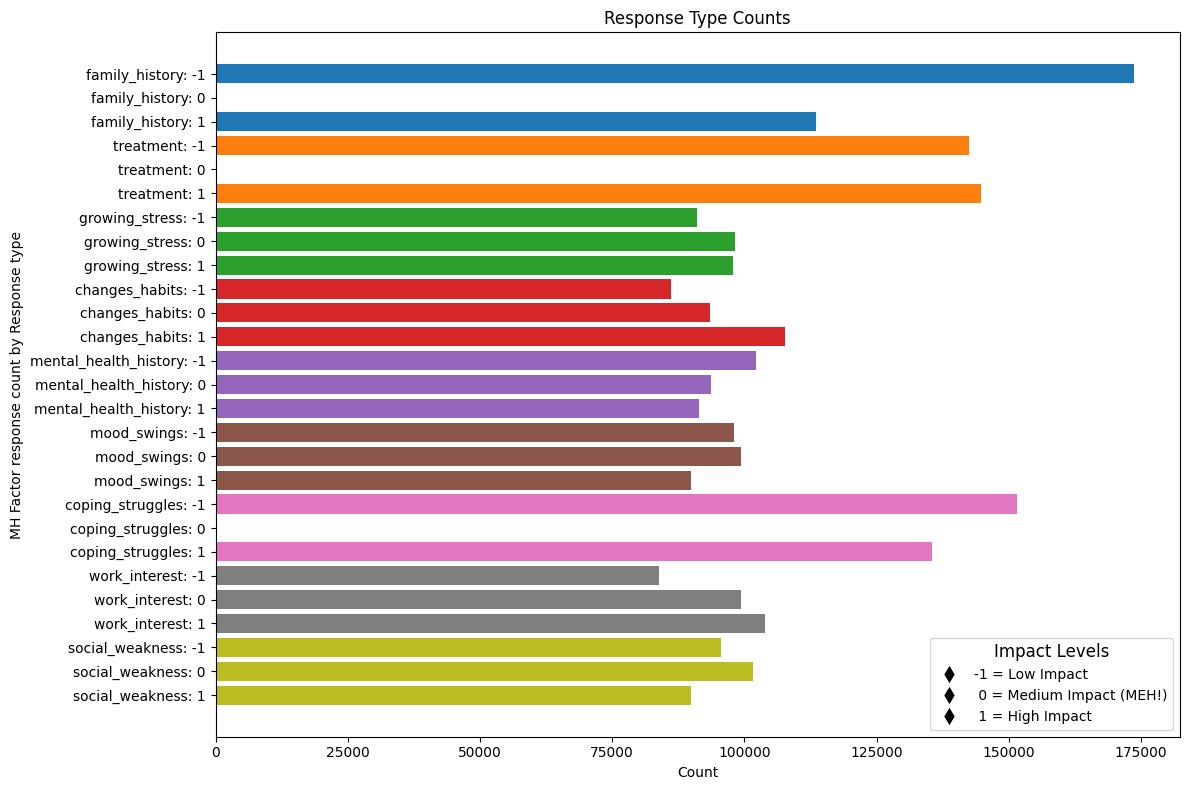 Response Type Counts
MH Factor response count by Response type
family_history: -1
family_history: 0
family_history: 1
treatment: -1
treatment: 0
treatment: 1
growing_stress: -1
growing_stress: 0
growing_stress: 1
changes_habits: -1
changes_habits: 0
changes_habits: 1
mental_health_history: -1
mental_health_history: 0
mental_health_history: 1
mood_swings: -1
mood_swings: 0
mood_swings: 1
coping_struggles: -1
coping_struggles: 0
coping_struggles: 1
work_interest: -1
work_interest: 0
work_interest: 1
social_weakness: -1
social_weakness: 0
social_weakness: 1
Impact Levels
-1 = Low Impact
0 = Medium Impact (MEH!)
1 = High Impact
0 25000 50000 75000 100000 125000 150000 175000
Count